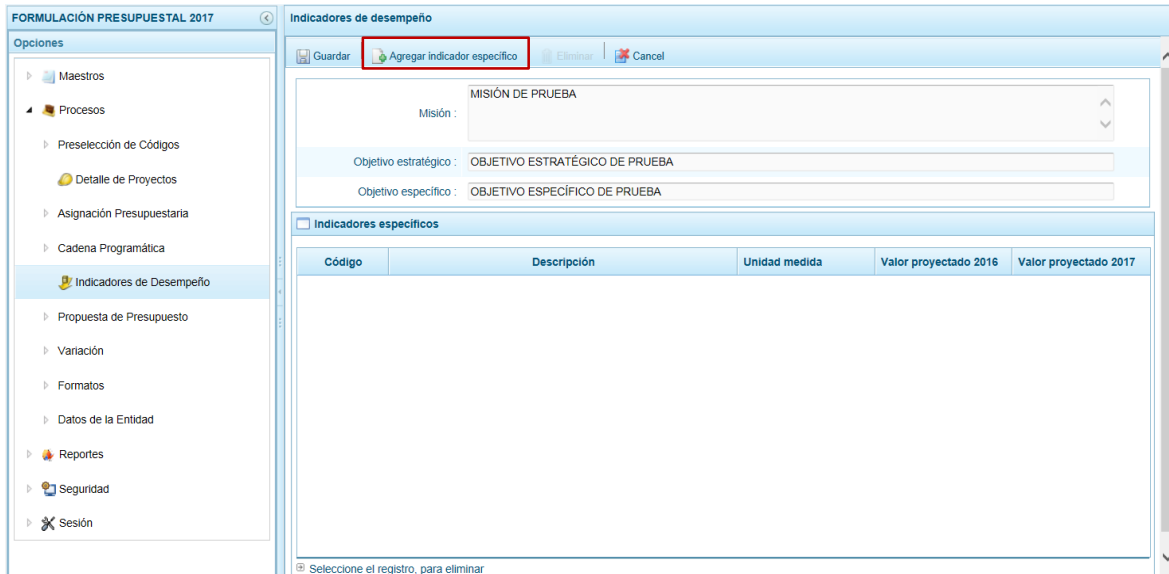 FORMULACIÓN PRESUPUESTAL 2017
Opciones
Maestros
Procesos
Preselección de Códigos
Detalle de Proyectos
Asignación Presupuestaria
Cadena Programática
Indicadores de Desempeño
Propuesta de Presupuesto
Variación
Formatos
Datos de la Entidad
Reportes
Seguridad
Sesión
Indicadores de desempeño
Guardar Agregar indicador específico Eliminar Cancel
Misión : MISIÓN DE PRUEBA
Objetivo estratégico : OBJETIVO ESTRATÉGICO DE PRUEBA
Objetivo específico : OBJETIVO ESPECÍFICO DE PRUEBA
Indicadores específicos
Código Descripción Unidad medida Valor proyectado 2016 Valor proyectado 2017
Seleccione el registro, para eliminar